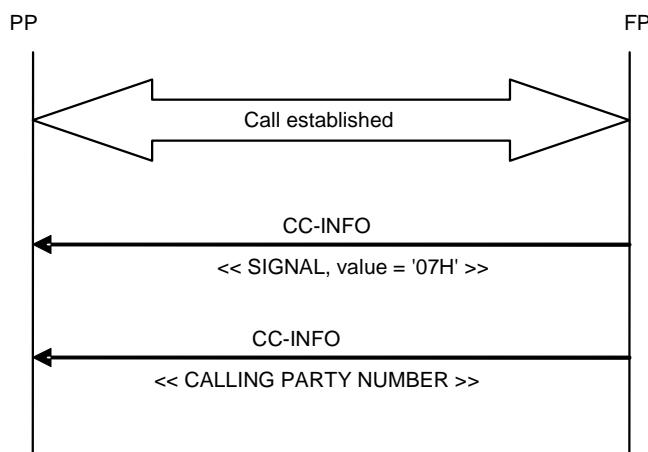 PP
FP
Call established
CC-INFO
<< SIGNAL, value = '07H' >>
CC-INFO
<< CALLING PARTY NUMBER >>